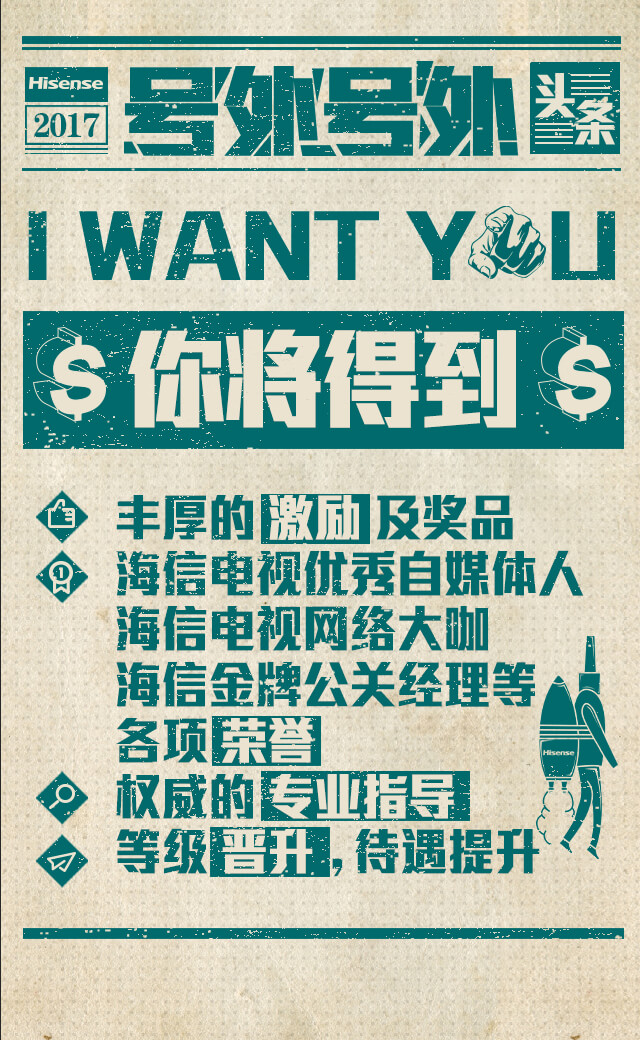 Hisense
2017
号外号外
头条
I WANT YOU
$ 你将得到 $
丰厚的激励及奖品
1
海信电视优秀自媒体人
海信电视网络大咖
海信金牌公关经理等
各项荣誉
Hisense
权威的专业指导
等级晋升，待遇提升